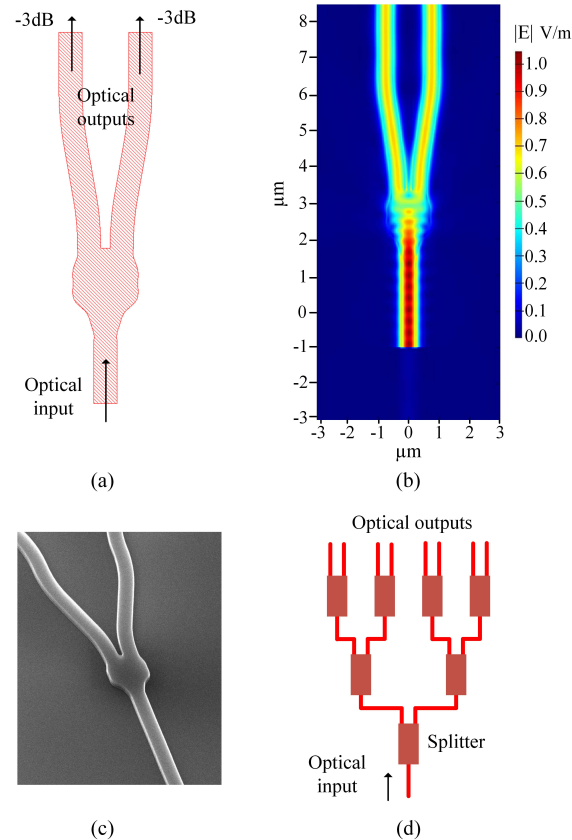 -3dB
-3dB
Optical
outputs
Optical
input
(a)
|E| V/m
8
7
6
5
4
3
2
1
0
-1
-2
-3
µm
-3 -2 -1 0 1 2 3
µm
1.0
0.9
0.8
0.7
0.6
0.5
0.4
0.3
0.2
0.1
0.0
(b)
(c)
Optical outputs
Splitter
Optical
input
(d)